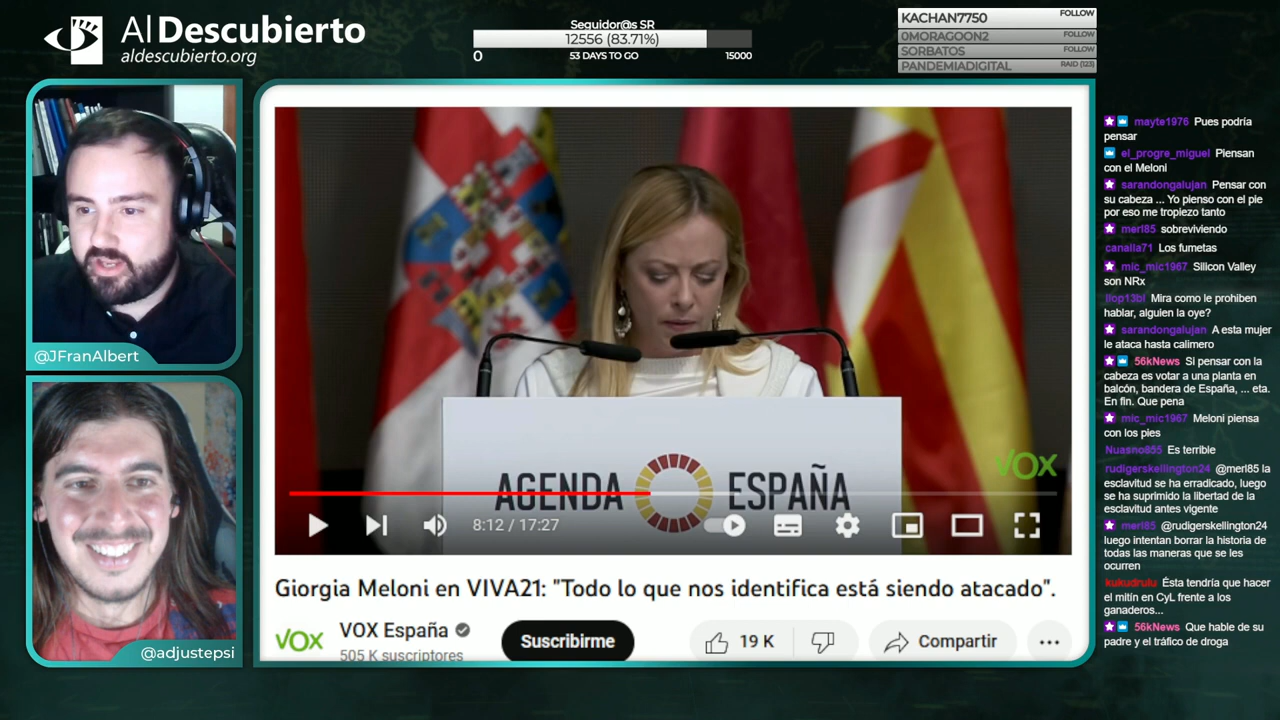 Al Descubierto
aldescubierto.org
Seguidor@s SR
12556 (83.71%)
0
53 DAYS TO GO
15000
KACHAN7750
FOLLOW
0MORAGOON2
FOLLOW
SORBATOS
FOLLOW
PANDEMIADIGITAL
RAID (123)
@JFranAlbert
@adjustepsi
VOX
AGENDA ESPAÑA
8:12 / 17:27
Giorgia Meloni en VIVA21: "Todo lo que nos identifica está siendo atacado".
VOX
VOX España
505 K suscriptores
Suscribirme
19 K
Compartir
mayte1976 Pues podría
pensar
el_progre_miguel Piensan
con el Meloni
sarandongalujan Pensar con
su cabeza ... Yo pienso con el pie
por eso me tropiezo tanto
merl85 sobreviviendo
canalla71 Los fumetas
mic_mic1967 Silicon Valley
son NRx
llop13bl Mira como le prohiben
hablar, alguien la oye?
sarandongalujan A esta mujer
le ataca hasta calimero
56kNews Si pensar con la
cabeza es votar a una planta en
balcón, bandera de España, ... eta.
En fin. Que pena
mic_mic1967 Meloni piensa
con los pies
Nuasno855 Es terrible
rudigerskellington24 @merl85 la
esclavitud se ha erradicado, luego
se ha suprimido la libertad de la
esclavitud antes vigente
merl85 @rudigerskellington24
luego intentan borrar la historia de
todas las maneras que se les
ocurren
kukudrulu Ésta tendría que hacer
el mitín en CyL frente a los
ganaderos...
56kNews Que hable de su
padre y el tráfico de droga